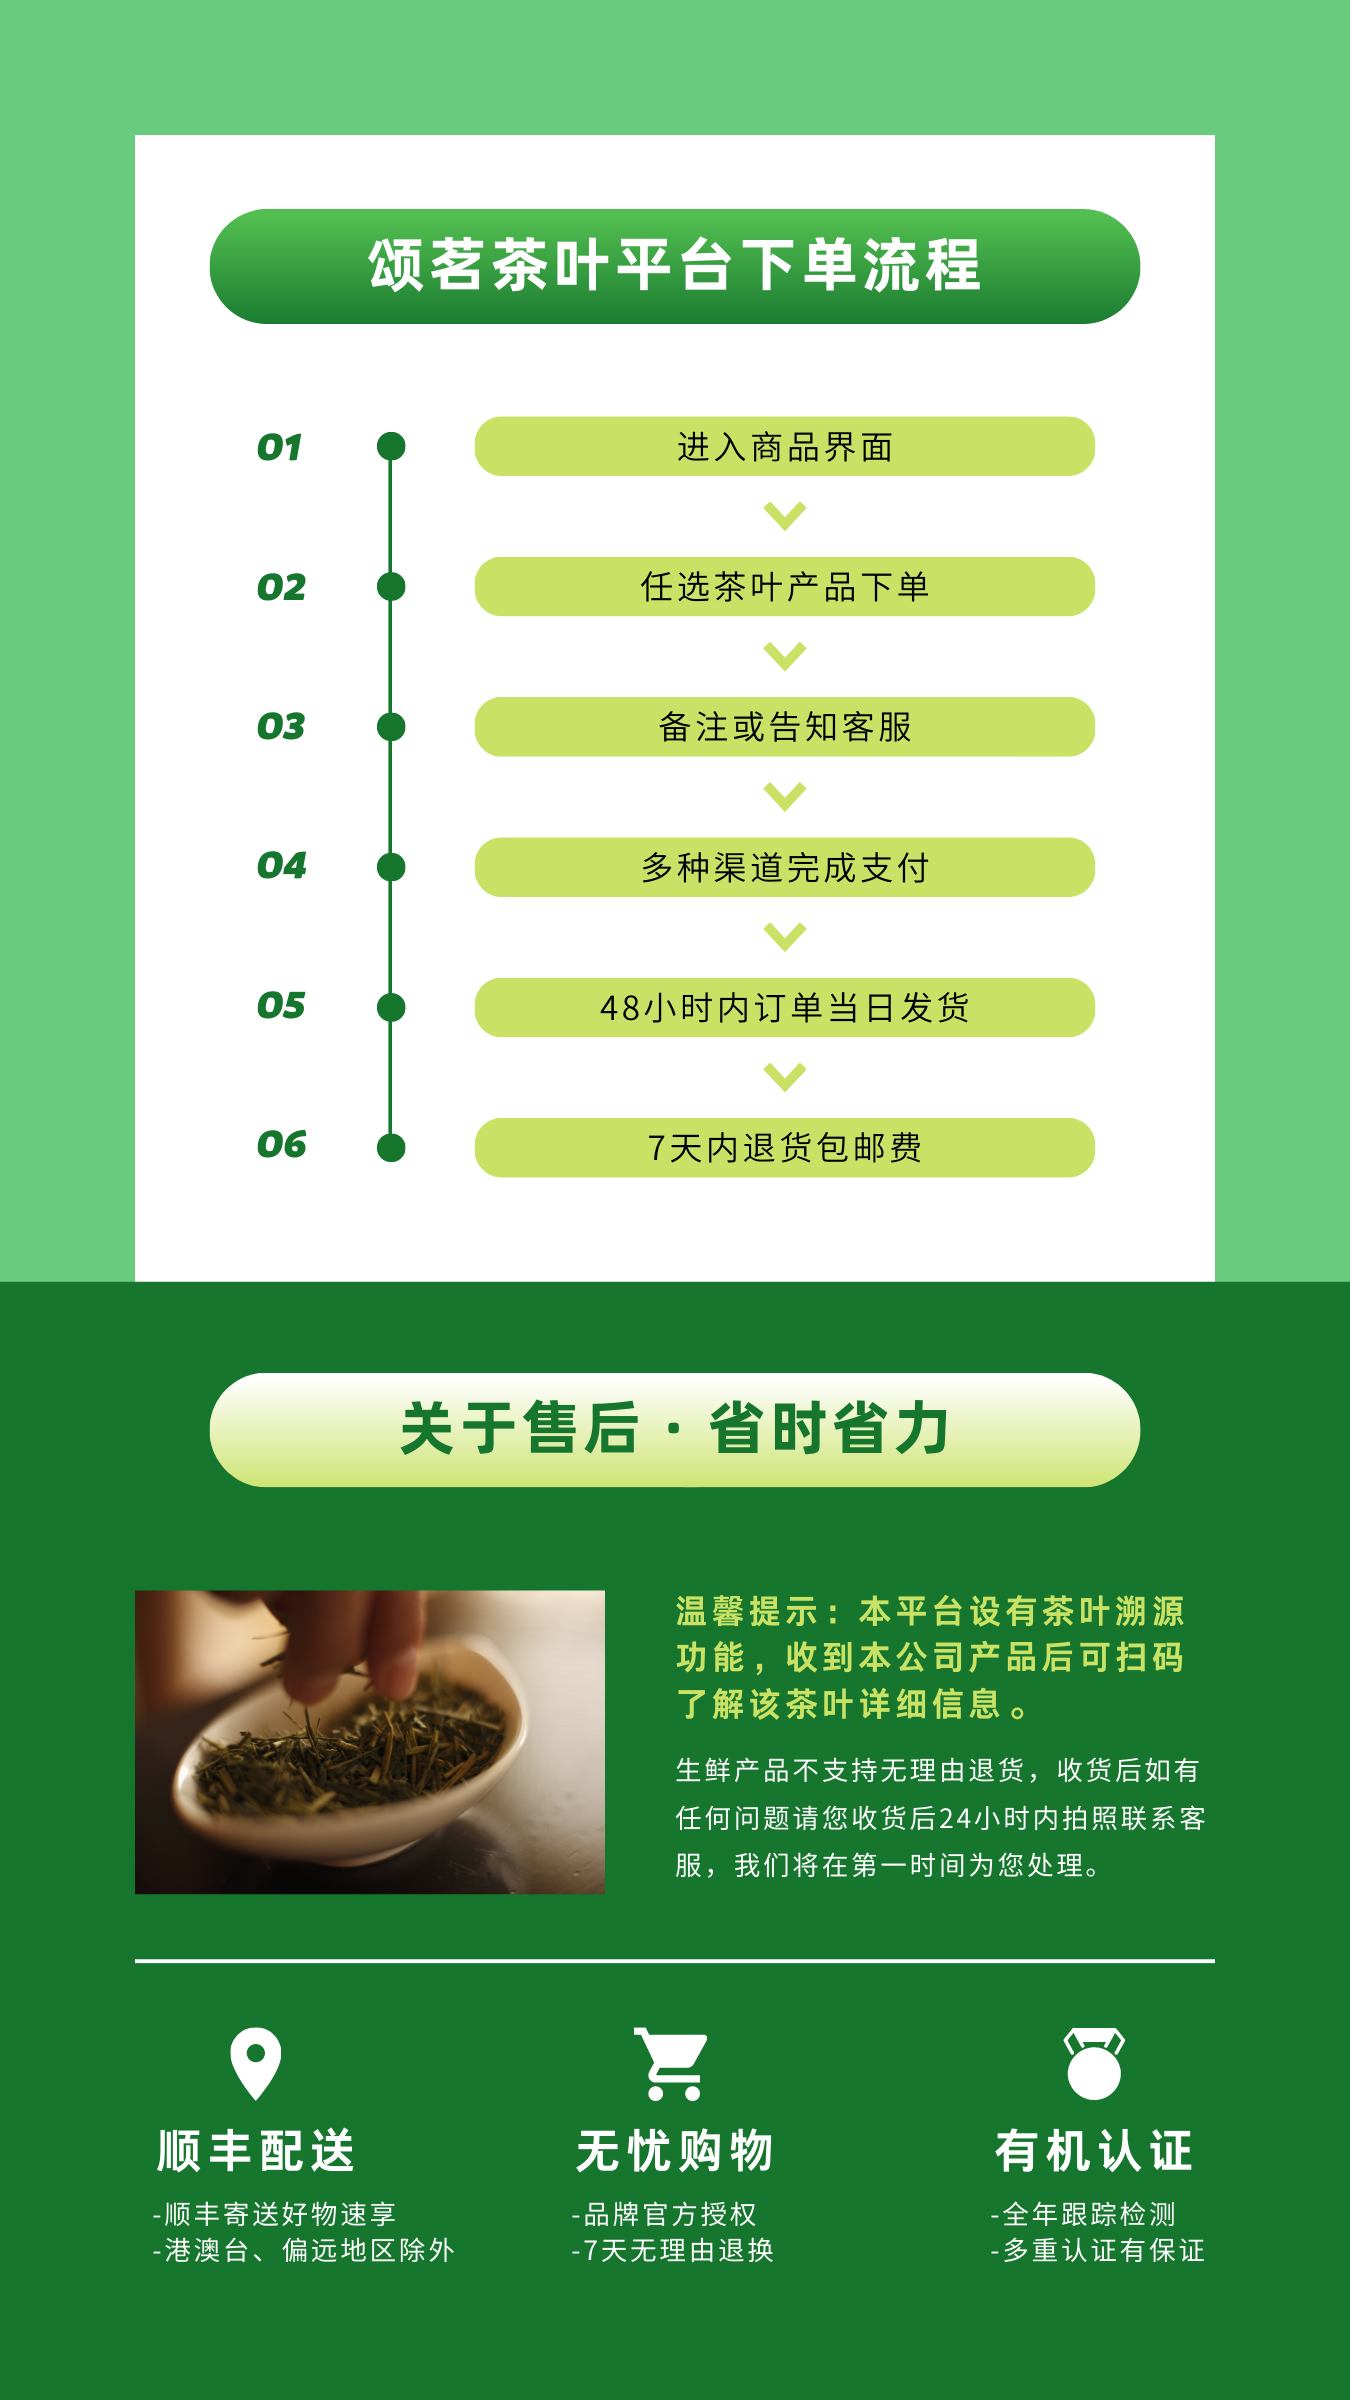 颂茗茶叶平台下单流程
01
进入商品界面
02
任选茶叶产品下单
03
备注或告知客服
04
多种渠道完成支付
05
48小时内订单当日发货
06
7天内退货包邮费
关于售后·省时省力
温馨提示：本平台设有茶叶溯源
功能，收到本公司产品后可扫码
了解该茶叶详细信息。
生鲜产品不支持无理由退货，收货后如有
任何问题请您收货后24小时内拍照联系客
服，我们将在第一时间为您处理。
顺丰配送
-顺丰寄送好物速享
-港澳台、偏远地区除外
无忧购物
-品牌官方授权
-7天无理由退换
有机认证
-全年跟踪检测
-多重认证有保证